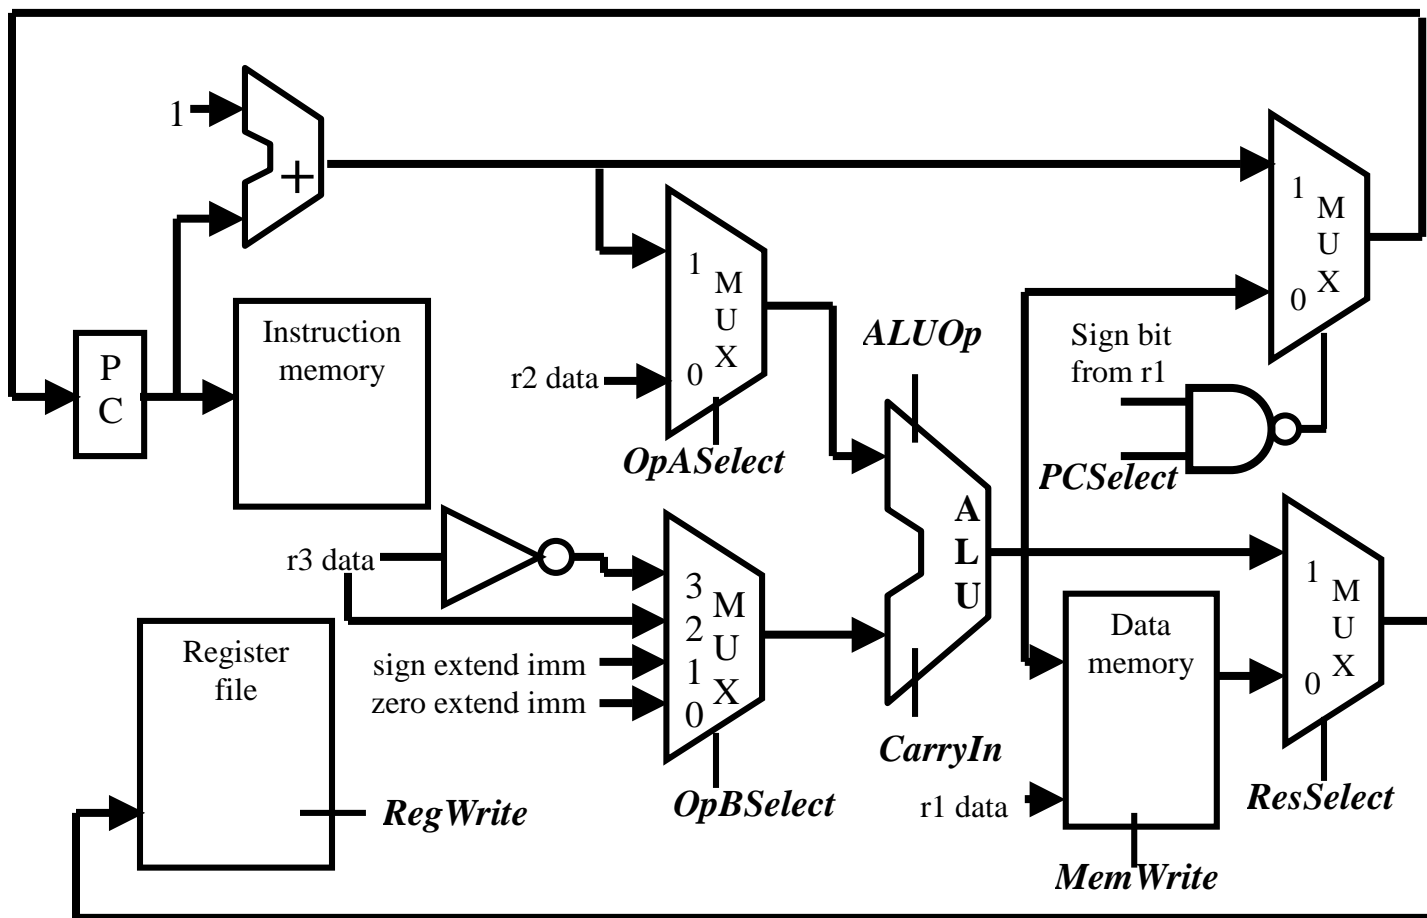 1
+
P
C
Instruction
memory
1
0
M
U
X
r2 data
OpASelect
ALUOp
1
0
M
U
X
Sign bit
from r1
PCSelect
r3 data
sign extend imm
zero extend imm
3
2
1
0
M
U
X
OpBSelect
A
L
U
CarryIn
Register
file
RegWrite
Data
memory
r1 data
MemWrite
1
0
M
U
X
ResSelect